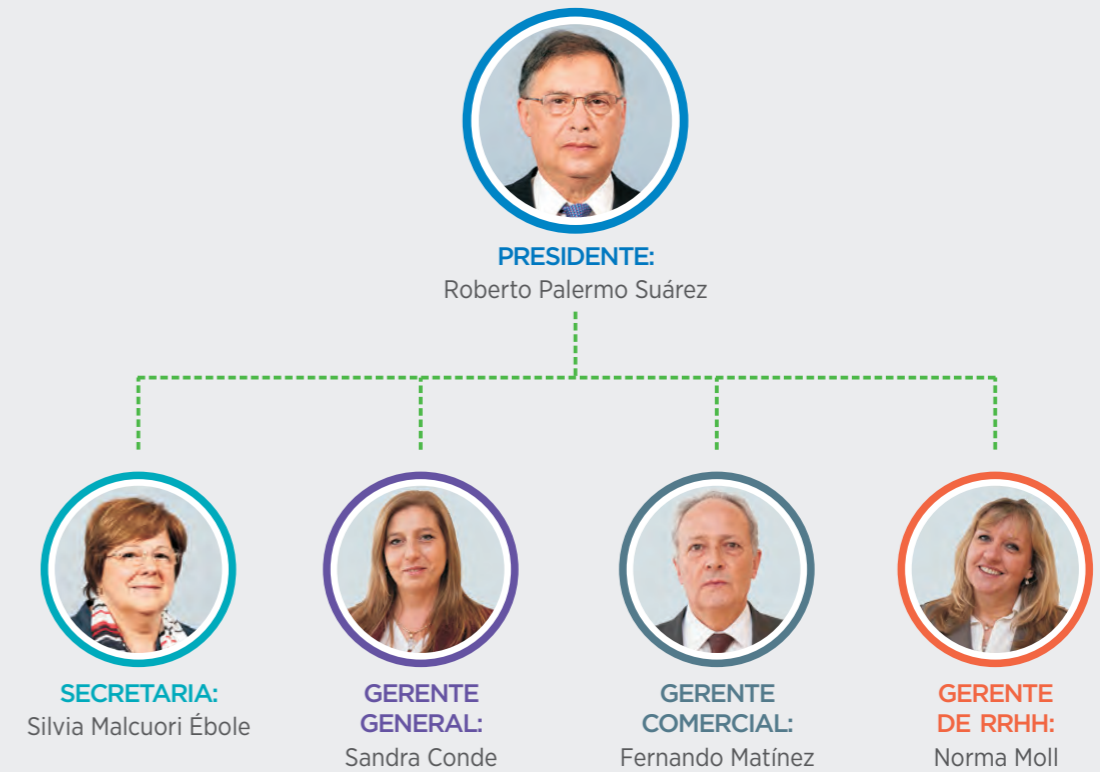 PRESIDENTE:
Roberto Palermo Suárez
SECRETARIA:
Silvia Malcuori Ébole
GERENTE
GENERAL:
Sandra Conde
GERENTE
COMERCIAL:
Fernando Matínez
GERENTE
DE RRHH:
Norma Moll